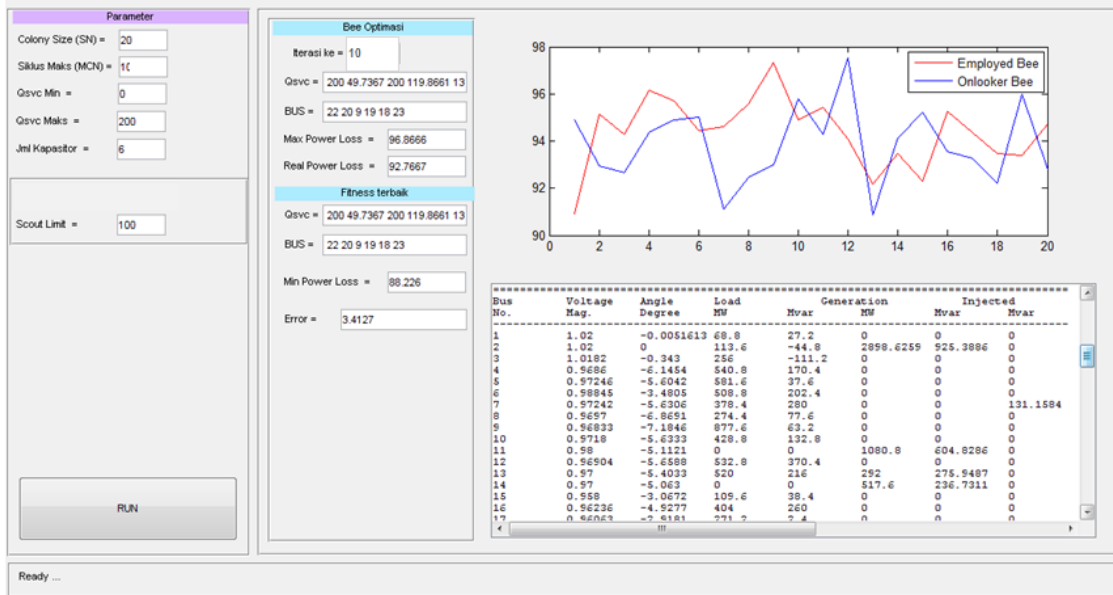 Parameter
Colony Size (SN) = 20
Siklus Maks (MCN) = 10
Qsvc Min = 0
Qsvc Maks = 200
Jml Kapasitor = 6
Scout Limit = 100
RUN
Bee Optimasi
Iterasi ke = 10
Qsvc = 200 49.7367 200 119.8661 13
BUS = 22 20 9 19 18 23
Max Power Loss = 96.8666
Real Power Loss = 92.7667
Fitness terbaik
Qsvc = 200 49.7367 200 119.8661 13
BUS = 22 20 9 19 18 23
Min Power Loss = 88.226
Error = 3.4127
98
96
94
92
90
0 2 4 6 8 10 12 14 16 18 20
Employed Bee
Onlooker Bee
Bus Voltage Angle Load Generation Injected
No. Mag. Degree MW Mvar MW Mvar Mvar
1 1.02 -0.0051613 68.8 27.2 0 0 0
2 1.02 0 113.6 -44.8 2898.6259 925.3886 0
3 1.0182 -0.343 256 -111.2 0 0 0
4 0.9686 -6.1454 540.8 170.4 0 0 0
5 0.97246 -5.6042 581.6 37.6 0 0 0
6 0.98845 -3.4805 508.8 202.4 0 0 0
7 0.97242 -5.6306 378.4 280 0 0 131.1584
8 0.9697 -6.8691 274.4 77.6 0 0 0
9 0.96833 -7.1846 877.6 63.2 0 0 0
10 0.9718 -5.6333 428.8 132.8 0 0 0
11 0.98 -5.1121 0 0 1080.8 604.8286 0
12 0.96904 -5.6588 532.8 370.4 0 0 0
13 0.97 -5.4033 520 216 292 275.9487 0
14 0.97 -5.063 0 0 517.6 236.7311 0
15 0.958 -3.0672 109.6 38.4 0 0 0
16 0.96236 -4.9277 404 260 0 0 0
17 0.96063 -2.9181 271.2 2.4 0 0 0
Ready ...